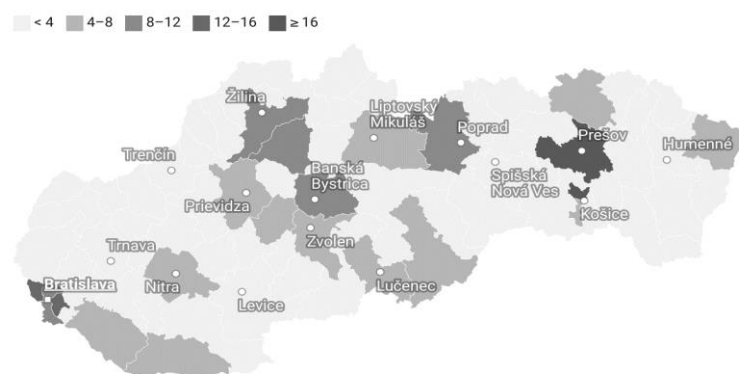 < 4 4–8 8–12 12–16 ≥ 16
Žilina
Liptovský
Mikuláš
Poprad
Prešov
Humenné
Trenčín
Banská
Bystrica
Spišská
Nová Ves
Prievidza
Košice
Zvolen
Trnava
Nitra
Lučenec
Bratislava
Levice